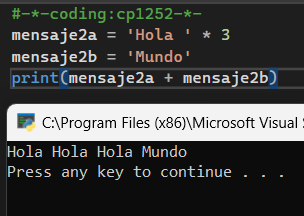 #-*-coding:cp1252-*-
mensaje2a = 'Hola ' * 3
mensaje2b = 'Mundo'
print(mensaje2a + mensaje2b)
C:\Program Files (x86)\Microsoft Visual S
Hola Hola Hola Mundo
Press any key to continue . . .